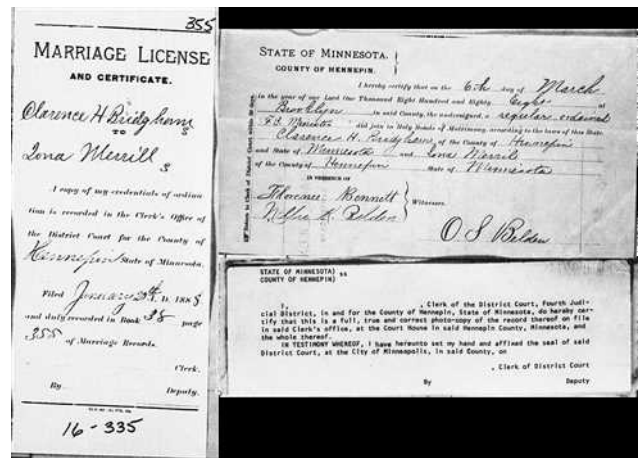 355
MARRIAGE LICENSE
AND CERTIFICATE.
Clarence H Bridgham
TO
Iona Merrill
A copy of my credentials of ordina
tion is recorded in the Clerk's Office of
the District Court for the County of
Hennepin State of Minnesota.
Filed January A. D. 1888
and duly recorded in Book 38 page
355 of Marriage Records.
Clerk.
By Deputy.
16-335
STATE OF MINNESOTA.
COUNTY OF HENNEPIN.
I hereby certify that on the 6th day of March
in the year of our Lord One Thousand Eight Hundred and Eighty Eight at
Brooklyn in said County, the undersigned, a regulare ordained
did join in Holy Bonds of Matrimony, according to the laws of this State,
Clarence H. Bridgham of the County of Hennepin
and State of Minnesota and Iona Merrill
of the County of Hennepin State of Minnesota
IN PRESENCE OF
Florence Bennett
Witnesses.
Belden
O. S Belden
STATE OF MINNESOTA) ss
COUNTY OF HENNEPIN)
I, , Clerk of the District Court, Fourth Judi-
cial District, in and for the County of Hennepin, State of Minnesota, do hereby cer-
tify that this is a full, true and correct photo-copy of the record thereof on file
in said Clerk's office, at the Court House in said Hennepin County, Minnesota, and
the whole thereof.
IN TESTIMONY WHEREOF, I have hereunto set my hand and affixed the seal of said
District Court, at the City of Minneapolis, in said County, on
, Clerk of District Court
By Deputy